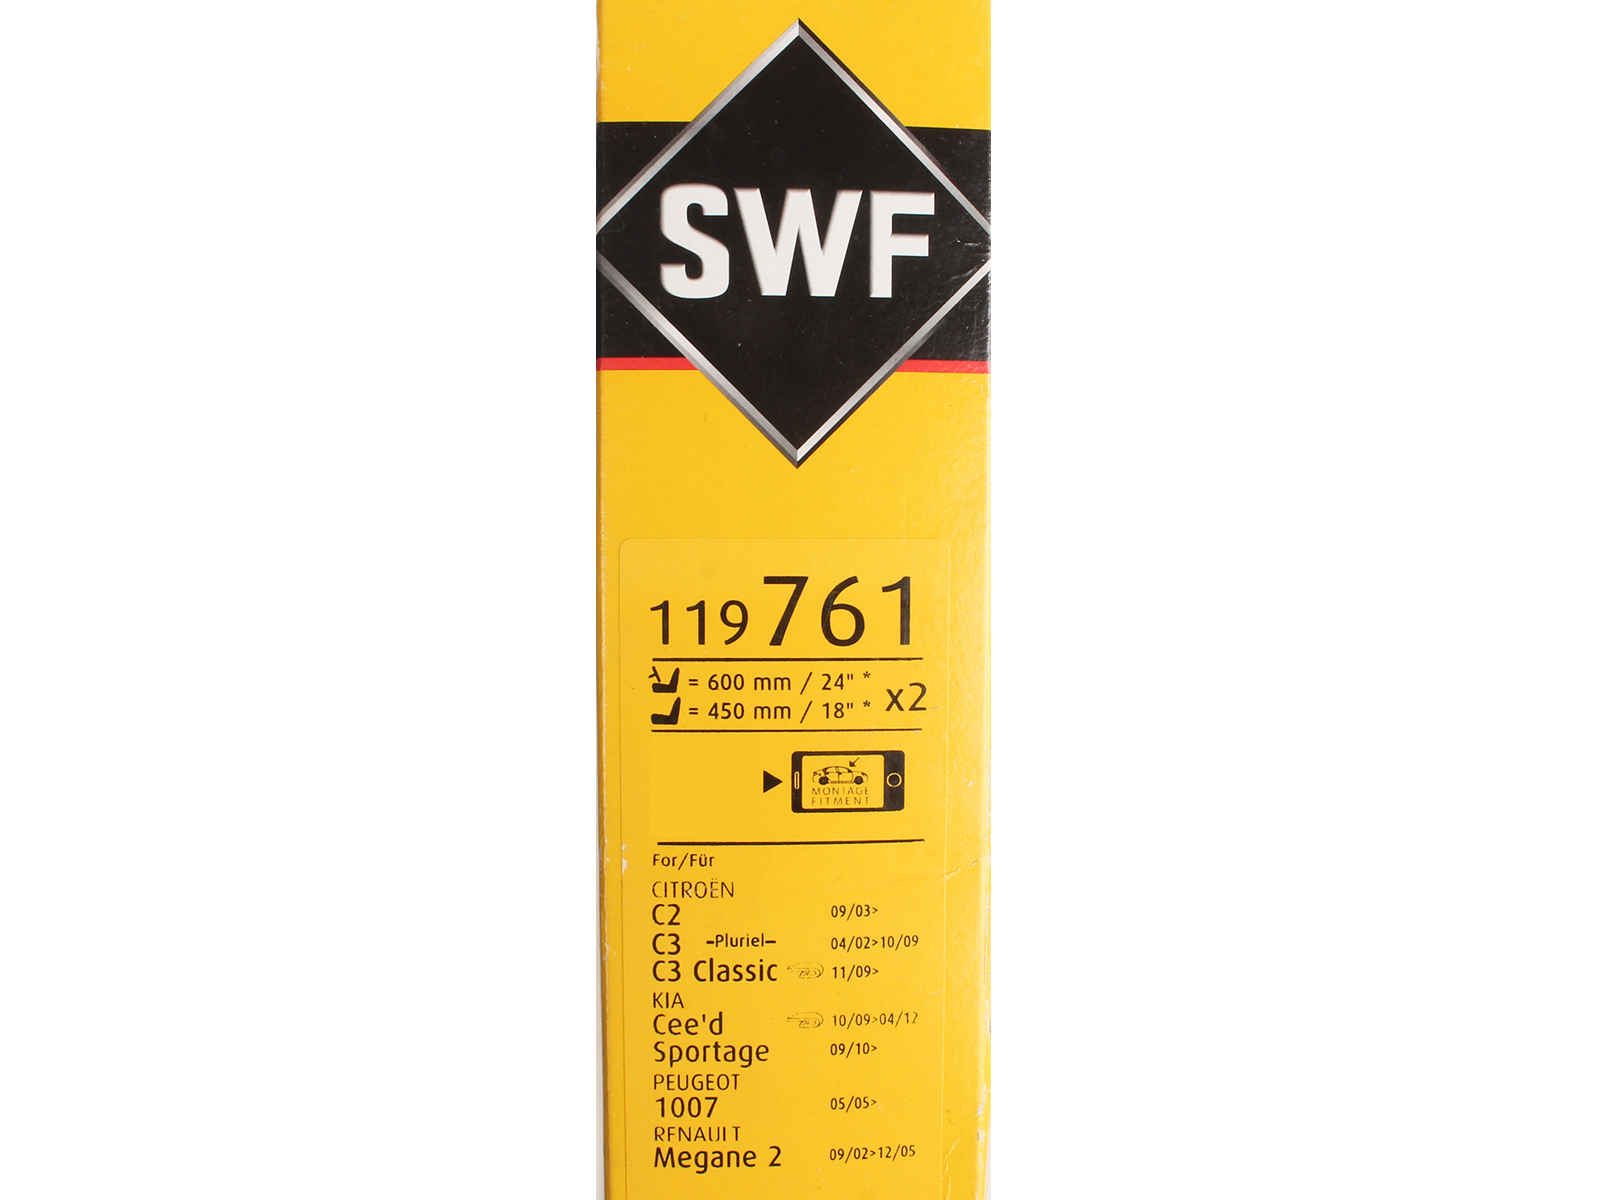 SWF
119 761
= 600 mm / 24" *
= 450 mm / 18" * x2
MONTAGE
FITMENT
For/Für
CITROËN
C2 09/03>
C3 –Pluriel– 04/02>10/09
C3 Classic 11/09>
KIA
Cee'd 10/09>04/12
Sportage 09/10>
PEUGEOT
1007 05/05>
RENAULT
Megane 2 09/02>12/05